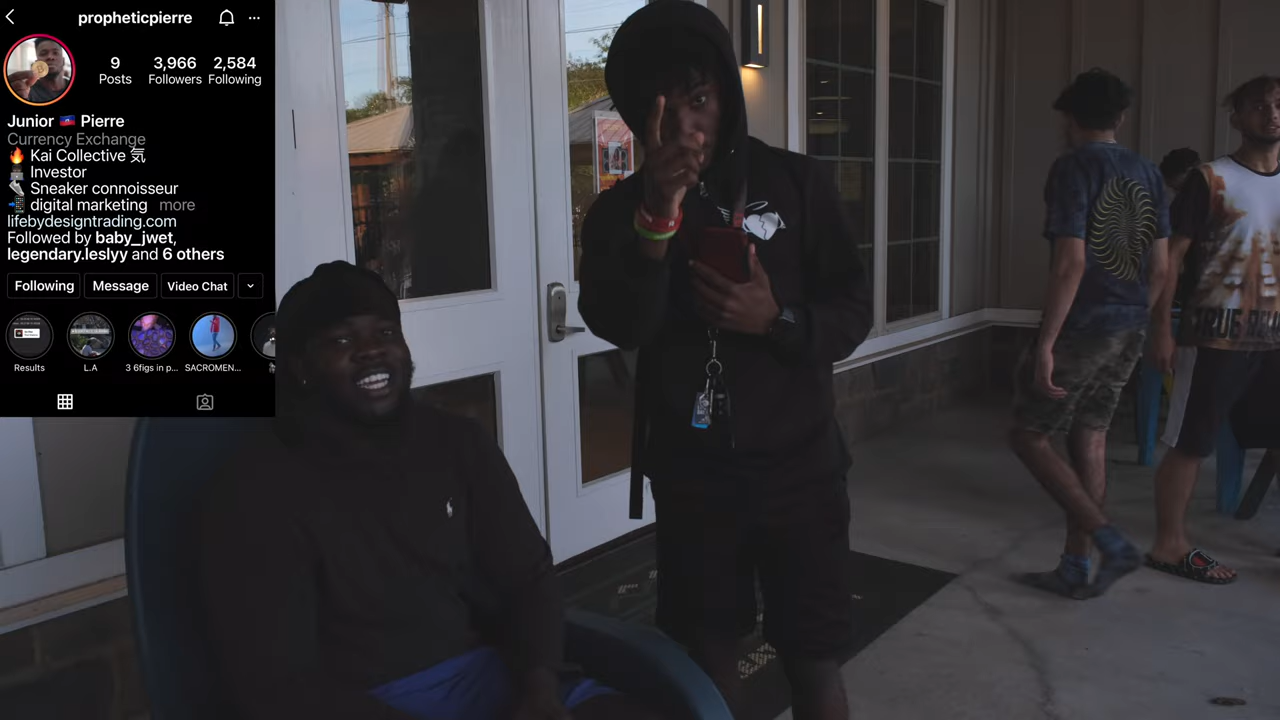 propheticpierre
9 3,966 2,584
Posts Followers Following
Junior 🇭🇹 Pierre
Currency Exchange
🔥 Kai Collective 気
👨🏾‍💻 Investor
👟 Sneaker connoisseur
📲 digital marketing more
lifebydesigntrading.com
Followed by baby_jwet,
legendary.leslyy and 6 others
Following Message Video Chat
Results L.A 3 6figs in p... SACROMEN...